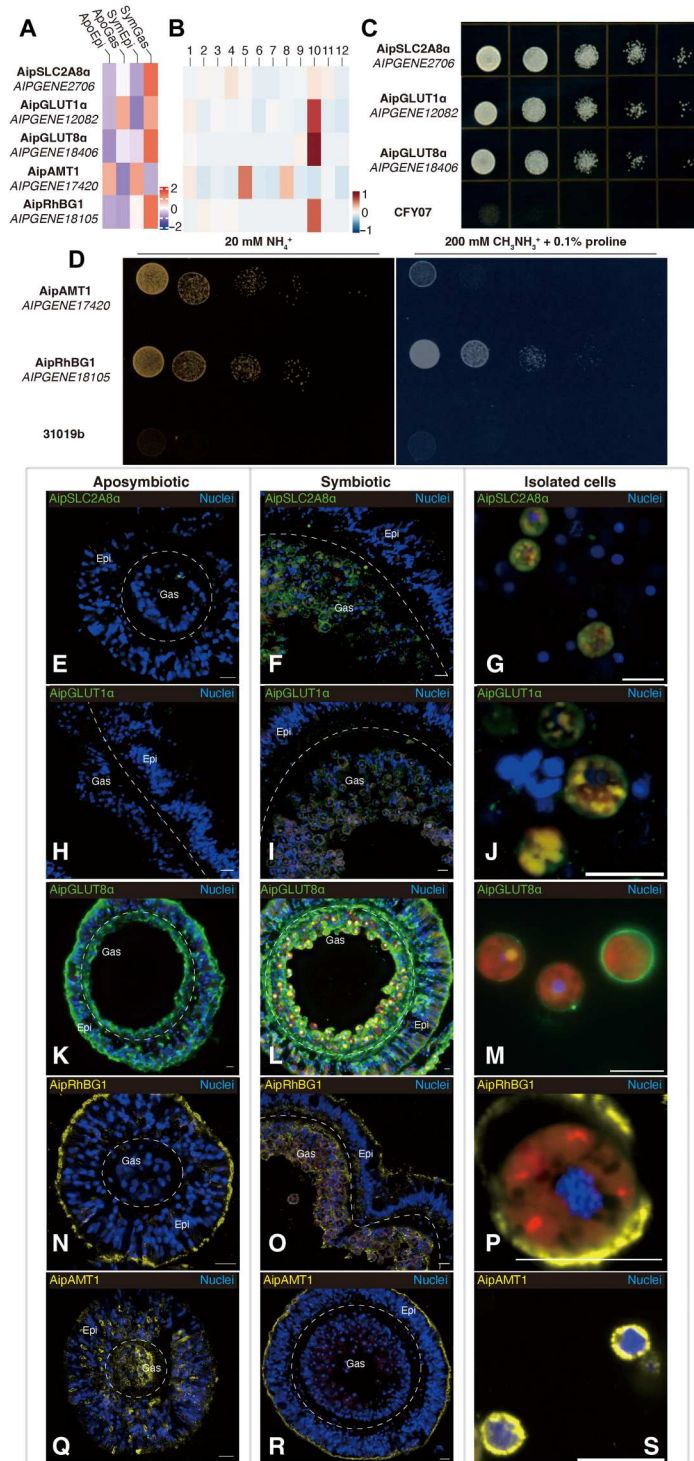 A
ApoEpi
ApoGas
SymEpi
SymGas
B
1 2 3 4 5 6 7 8 9 10 11 12
C
AipSLC2A8α
AIPGENE2706
AipGLUT1α
AIPGENE12082
AipGLUT8α
AIPGENE18406
AipAMT1
AIPGENE17420
AipRhBG1
AIPGENE18105
2
0
-2
1
0
-1
AipSLC2A8α
AIPGENE2706
AipGLUT1α
AIPGENE12082
AipGLUT8α
AIPGENE18406
CFY07
D
20 mM NH₄⁺
200 mM CH₃NH₃⁺ + 0.1% proline
AipAMT1
AIPGENE17420
AipRhBG1
AIPGENE18105
31019b
Aposymbiotic
Symbiotic
Isolated cells
AipSLC2A8α Nuclei
Epi
Gas
E
AipSLC2A8α Nuclei
Epi
Gas
F
AipSLC2A8α Nuclei
G
AipGLUT1α Nuclei
Epi
Gas
H
AipGLUT1α Nuclei
Epi
Gas
I
AipGLUT1α Nuclei
J
AipGLUT8α Nuclei
Gas
Epi
K
AipGLUT8α Nuclei
Gas
Epi
L
AipGLUT8α Nuclei
M
AipRhBG1 Nuclei
Gas
Epi
N
AipRhBG1 Nuclei
Epi
Gas
O
AipRhBG1 Nuclei
P
AipAMT1 Nuclei
Epi
Gas
Q
AipAMT1 Nuclei
Epi
Gas
R
AipAMT1 Nuclei
S